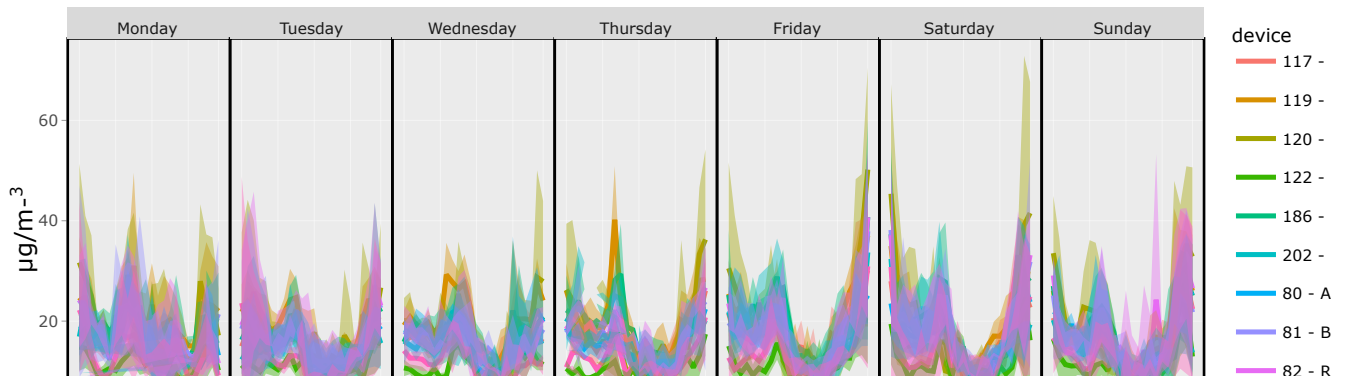 Monday Tuesday Wednesday Thursday Friday Saturday Sunday
device
117 -
119 -
120 -
122 -
186 -
202 -
80 - A
81 - B
82 - R
60
40
20
µg/m-³